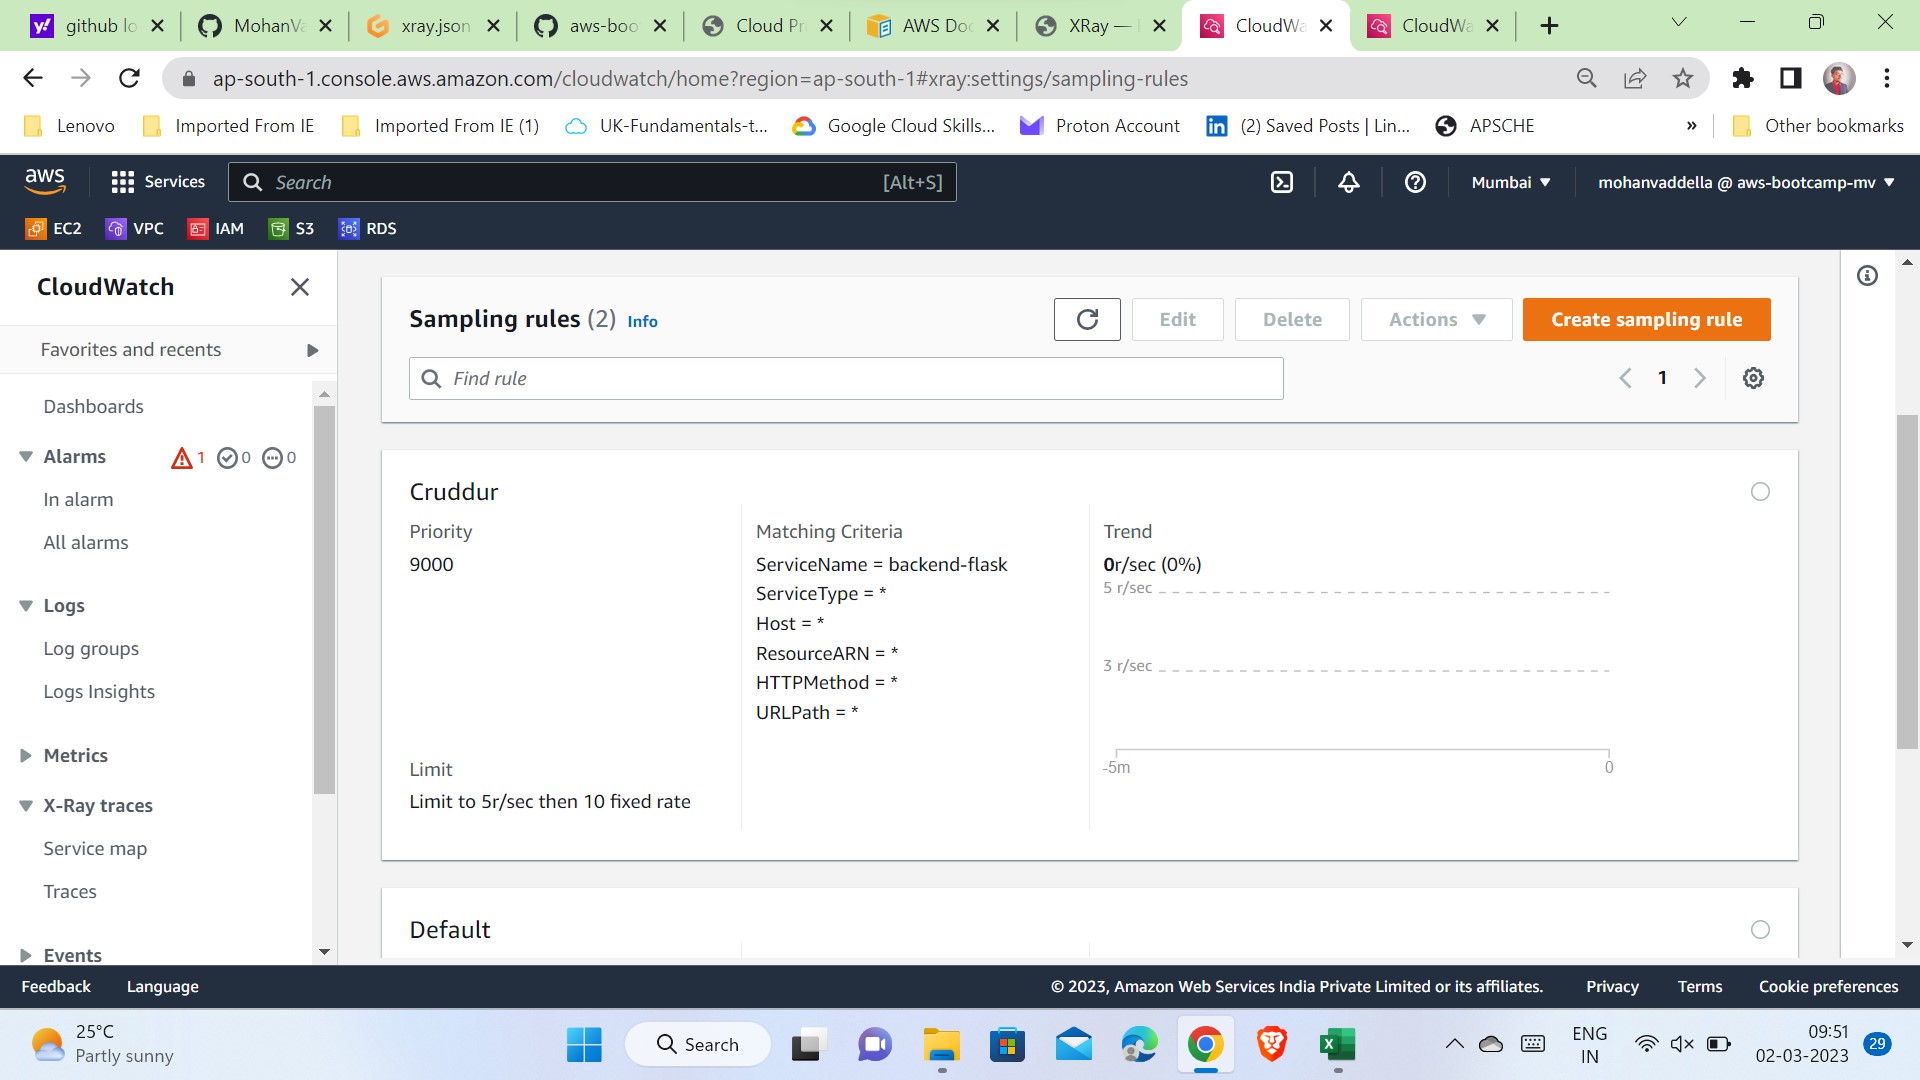 github lo
MohanVa
xray.json
aws-boo
Cloud Pr
AWS Doc
XRay —
CloudWa
CloudWa
ap-south-1.console.aws.amazon.com/cloudwatch/home?region=ap-south-1#xray:settings/sampling-rules
Lenovo
Imported From IE
Imported From IE (1)
UK-Fundamentals-t...
Google Cloud Skills...
Proton Account
(2) Saved Posts | Lin...
APSCHE
»
Other bookmarks
aws
Services
Search
[Alt+S]
Mumbai
mohanvaddella @ aws-bootcamp-mv
EC2
VPC
IAM
S3
RDS
CloudWatch
Favorites and recents
Dashboards
Alarms
1
0
0
In alarm
All alarms
Logs
Log groups
Logs Insights
Metrics
X-Ray traces
Service map
Traces
Events
Sampling rules (2) Info
Edit
Delete
Actions
Create sampling rule
Find rule
1
Cruddur
Priority
9000
Limit
Limit to 5r/sec then 10 fixed rate
Matching Criteria
ServiceName = backend-flask
ServiceType = *
Host = *
ResourceARN = *
HTTPMethod = *
URLPath = *
Trend
0r/sec (0%)
5 r/sec
3 r/sec
-5m
0
Default
Feedback
Language
© 2023, Amazon Web Services India Private Limited or its affiliates.
Privacy
Terms
Cookie preferences
25°C
Partly sunny
Search
ENG
IN
09:51
02-03-2023
29